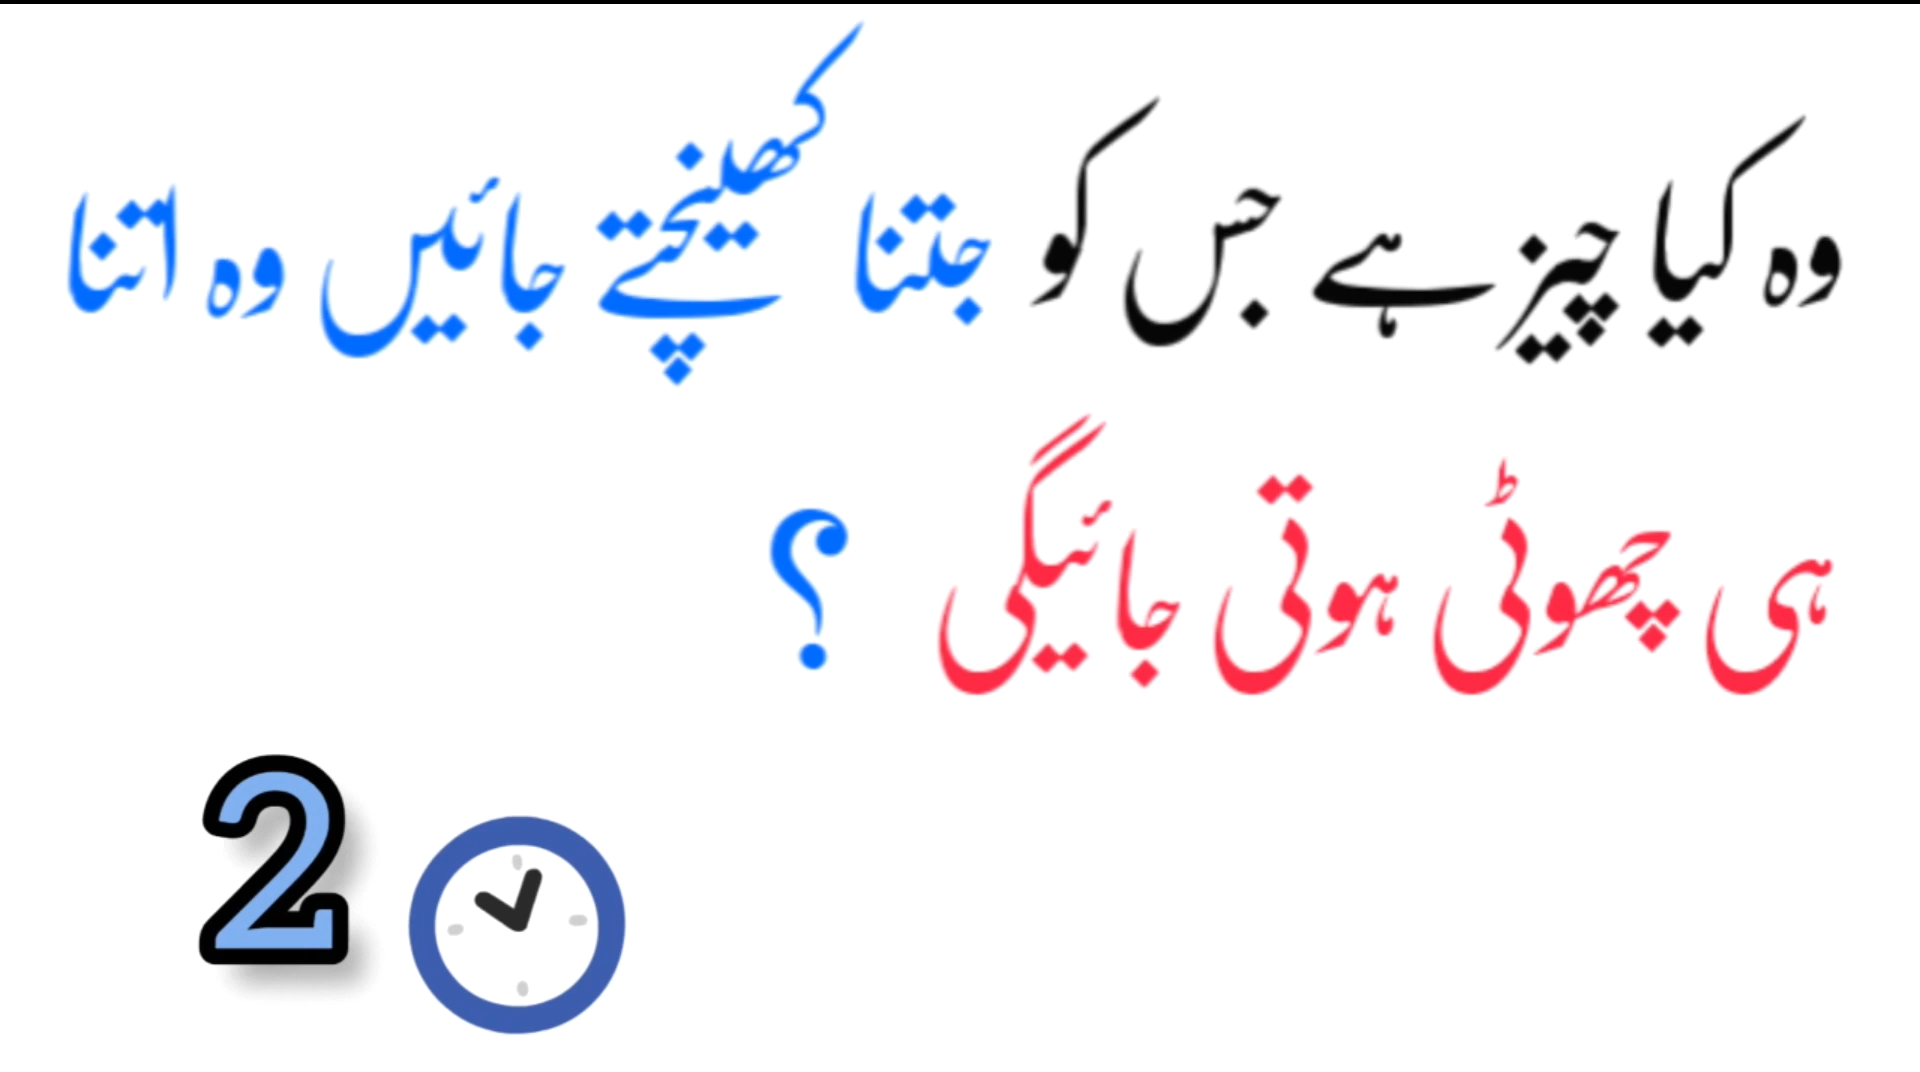 وہ کیا چیز ہے جس کو جتنا کھینچتے جائیں وہ اتنا
ہی چھوٹی ہوتی جائیگی ؟
2